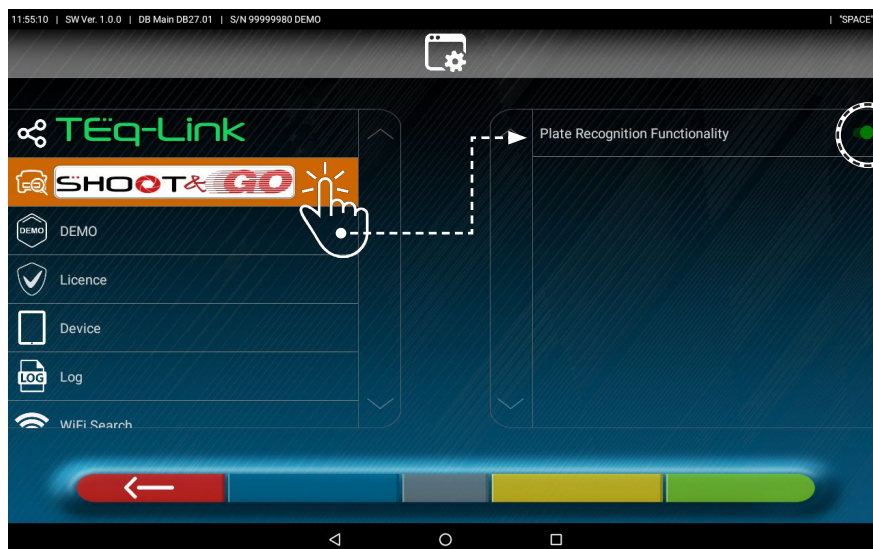 11:55:10 | SW Ver. 1.0.0 | DB Main DB27.01 | S/N 99999980 DEMO | "SPACE"
TEq-Link
SHOOT& GO
Plate Recognition Functionality
DEMO DEMO
Licence
Device
LOG Log
WiFi Search